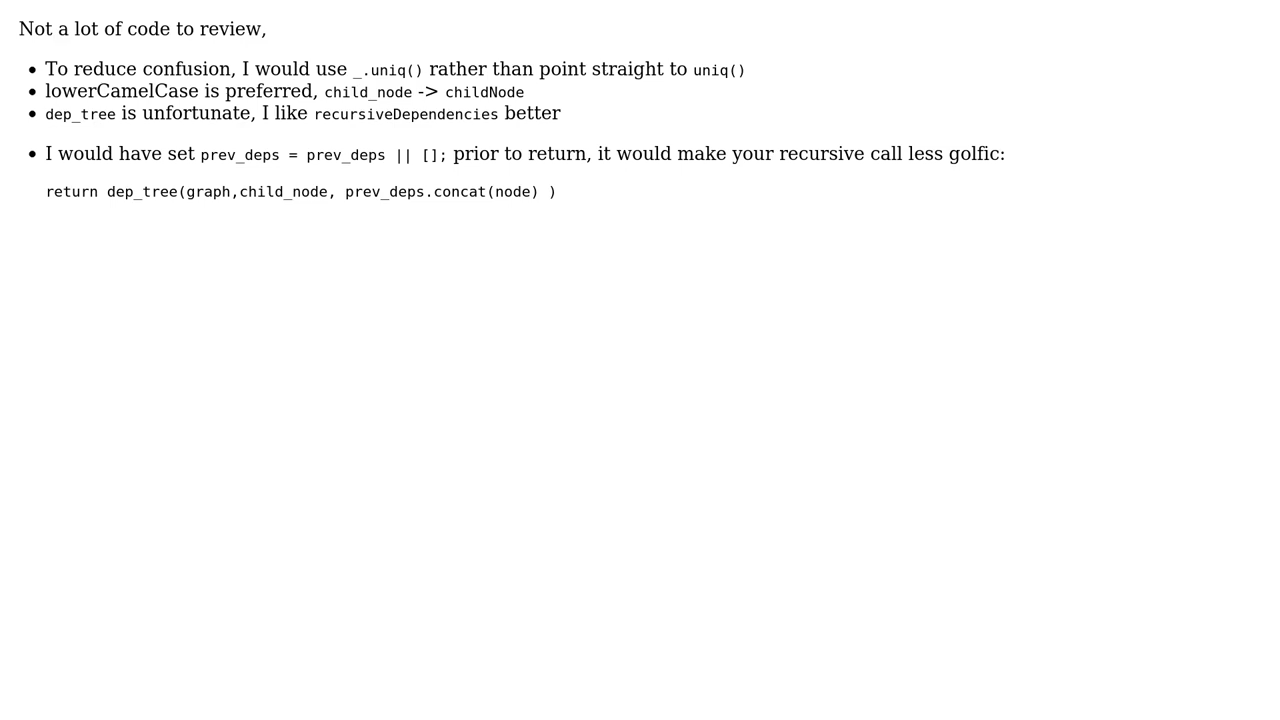 Not a lot of code to review,
• To reduce confusion, I would use _.uniq() rather than point straight to uniq()
• lowerCamelCase is preferred, child_node -> childNode
• dep_tree is unfortunate, I like recursiveDependencies better
• I would have set prev_deps = prev_deps || []; prior to return, it would make your recursive call less golfic:
return dep_tree(graph,child_node, prev_deps.concat(node) )